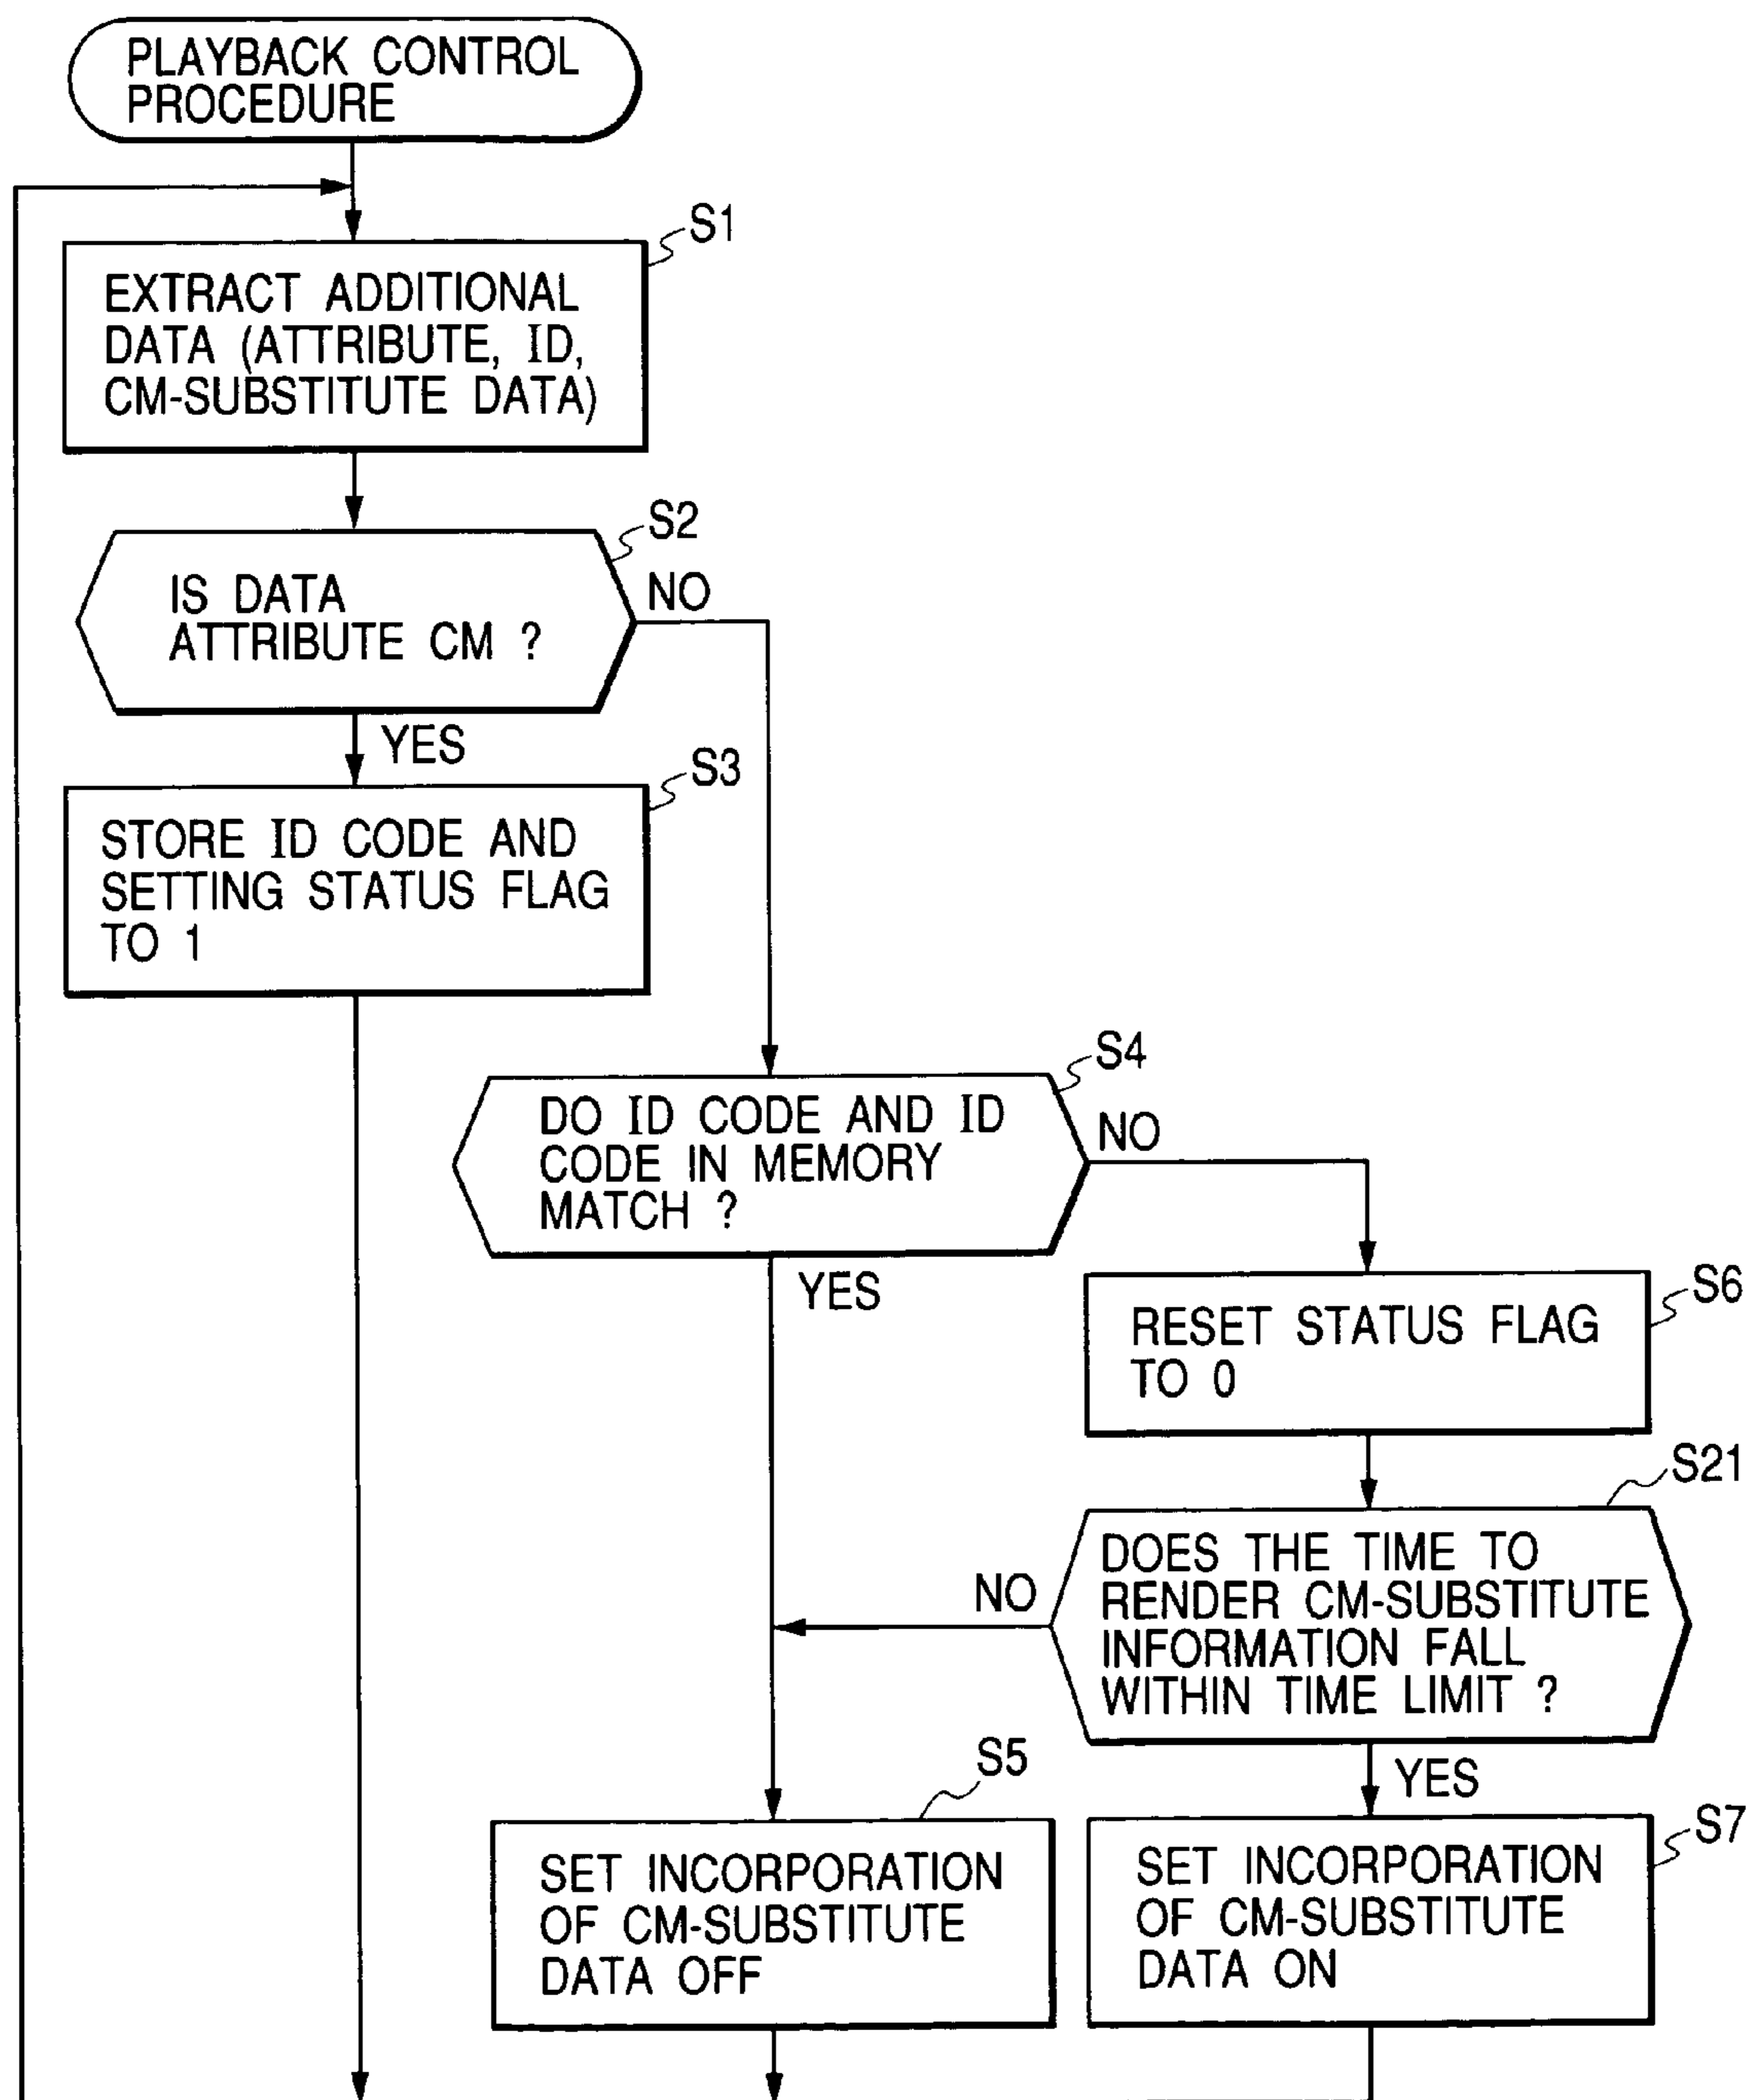 PLAYBACK CONTROL
PROCEDURE
S1
EXTRACT ADDITIONAL
DATA (ATTRIBUTE, ID,
CM-SUBSTITUTE DATA)
S2
IS DATA
ATTRIBUTE CM ?
NO
YES
S3
STORE ID CODE AND
SETTING STATUS FLAG
TO 1
S4
DO ID CODE AND ID
CODE IN MEMORY
MATCH ?
NO
YES
S6
RESET STATUS FLAG
TO 0
S21
DOES THE TIME TO
RENDER CM-SUBSTITUTE
INFORMATION FALL
WITHIN TIME LIMIT ?
NO
YES
S5
SET INCORPORATION
OF CM-SUBSTITUTE
DATA OFF
S7
SET INCORPORATION
OF CM-SUBSTITUTE
DATA ON